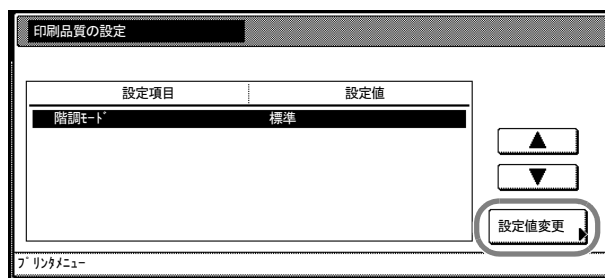 印刷品質の設定
設定項目 設定値
階調ﾓｰﾄﾞ 標準
▲
▼
設定値変更
ﾌﾟﾘﾝﾀﾒﾆｭｰ